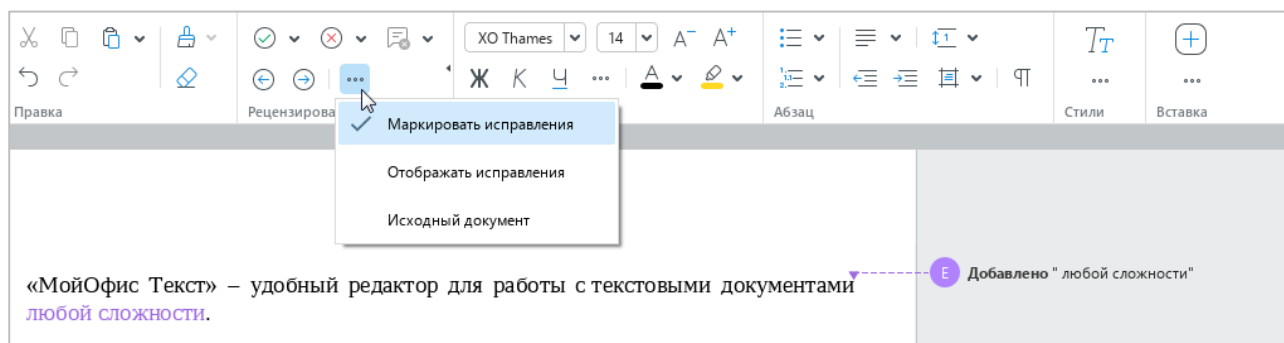 XO Thames 14 A⁻ A⁺
Ж К Ч A
Правка Рецензирова Абзац Стили Вставка
Маркировать исправления
Отображать исправления
Исходный документ
«МойОфис Текст» – удобный редактор для работы с текстовыми документами
любой сложности.
E Добавлено " любой сложности"